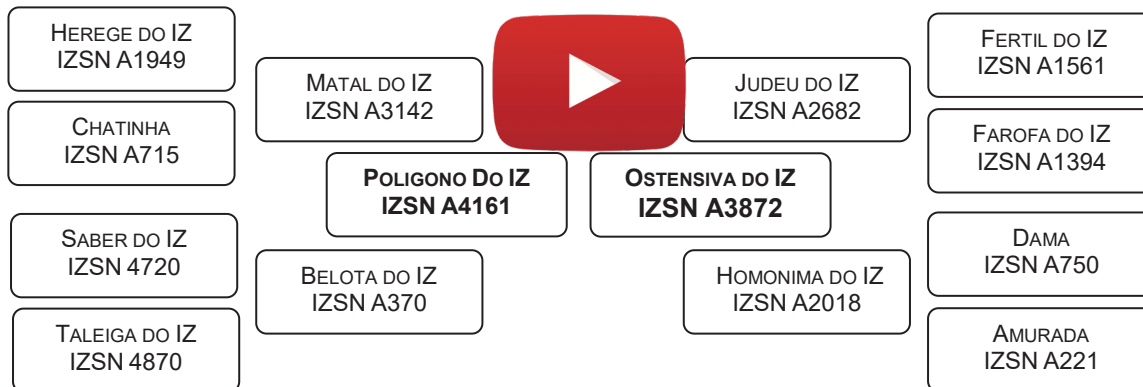 HEREGE DO IZ
IZSN A1949
CHATINHA
IZSN A715
SABER DO IZ
IZSN 4720
TALEIGA DO IZ
IZSN 4870
MATAL DO IZ
IZSN A3142
BELOTA DO IZ
IZSN A370
POLIGONO DO IZ
IZSN A4161
OSTENSIVA DO IZ
IZSN A3872
JUDEU DO IZ
IZSN A2682
HOMONIMA DO IZ
IZSN A2018
FERTIL DO IZ
IZSN A1561
FAROFA DO IZ
IZSN A1394
DAMA
IZSN A750
AMURADA
IZSN A221